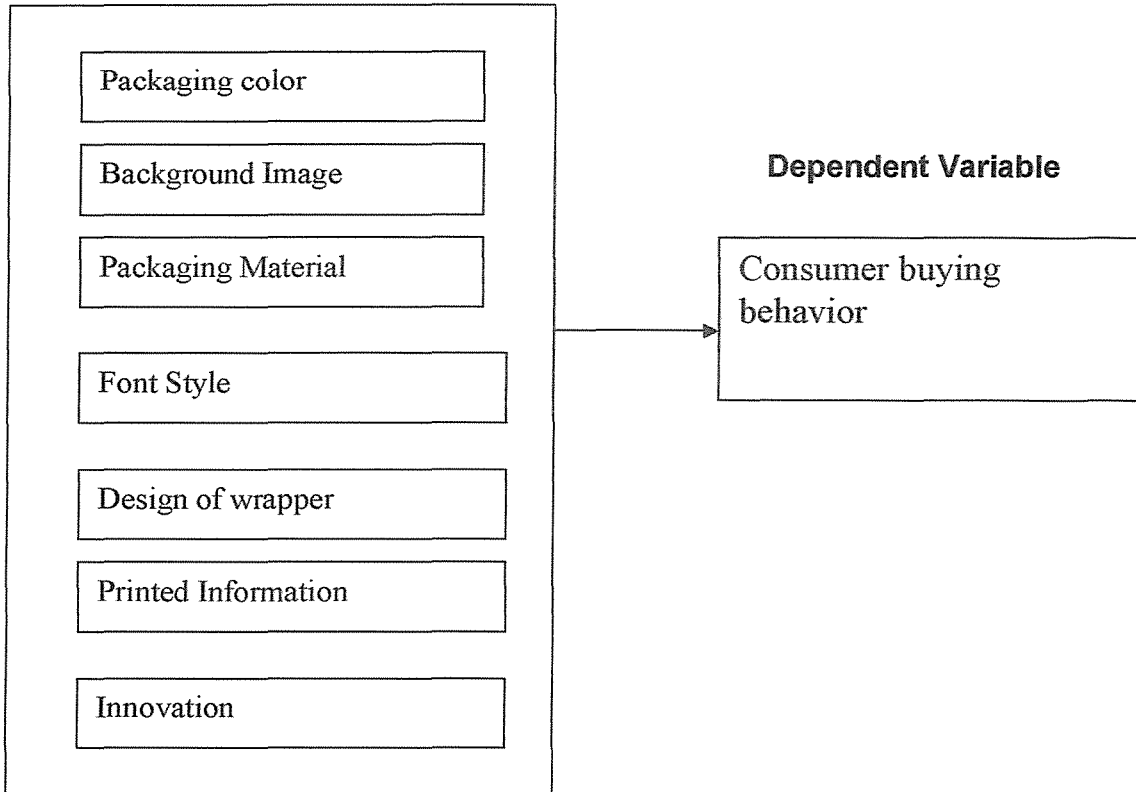 Packaging color
Background Image
Packaging Material
Font Style
Design of wrapper
Printed Information
Innovation
Dependent Variable
Consumer buying
behavior